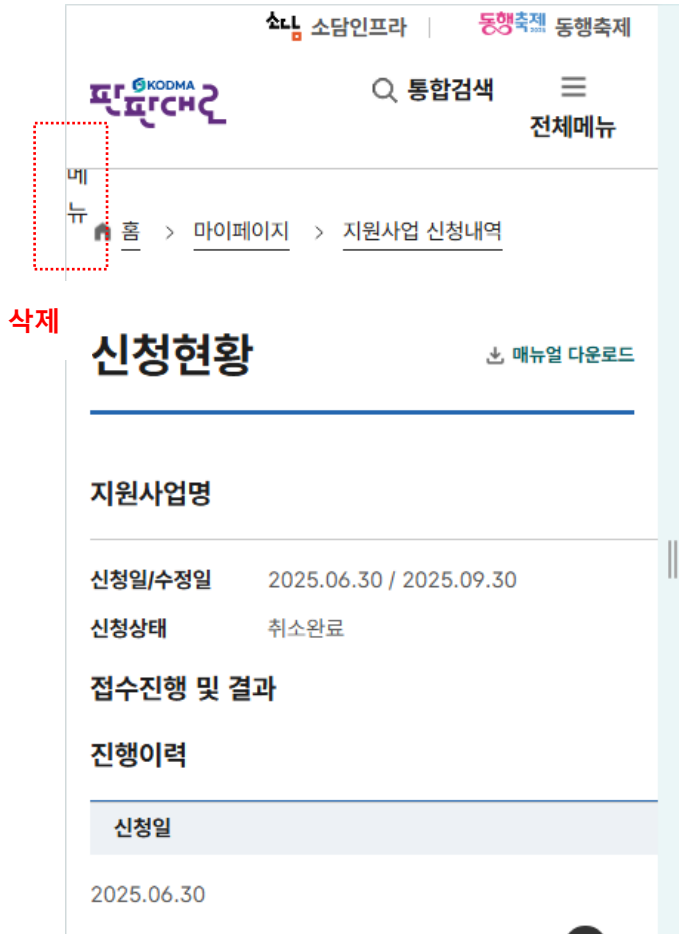 소담 소담인프라 | 동행축제 2025 동행축제
KODMA
판판대로
통합검색
전체메뉴
메
뉴
홈 > 마이페이지 > 지원사업 신청내역
삭제
신청현황
매뉴얼 다운로드
지원사업명
신청일/수정일 2025.06.30 / 2025.09.30
신청상태 취소완료
접수진행 및 결과
진행이력
신청일
2025.06.30